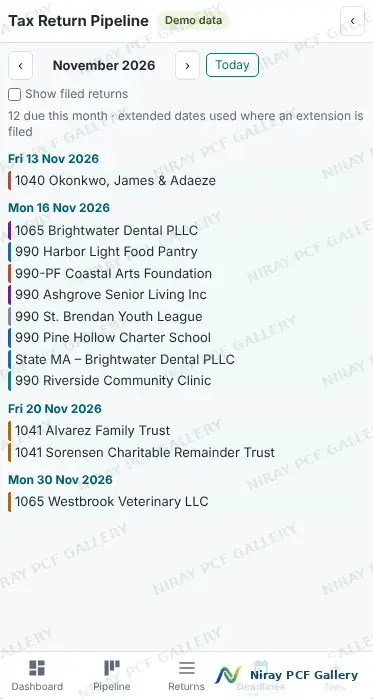 Tax Return Pipeline
Demo data
‹
‹
November 2026
›
Today
Show filed returns
12 due this month · extended dates used where an extension is
filed
Fri 13 Nov 2026
1040 Okonkwo, James & Adaeze
Mon 16 Nov 2026
1065 Brightwater Dental PLLC
990 Harbor Light Food Pantry
990-PF Coastal Arts Foundation
990 Ashgrove Senior Living Inc
990 St. Brendan Youth League
990 Pine Hollow Charter School
State MA – Brightwater Dental PLLC
990 Riverside Community Clinic
Fri 20 Nov 2026
1041 Alvarez Family Trust
1041 Sorensen Charitable Remainder Trust
Mon 30 Nov 2026
1065 Westbrook Veterinary LLC
Dashboard
Pipeline
Returns
Deadlines
New
Niray PCF Gallery
NIRAY PCF GALLERY